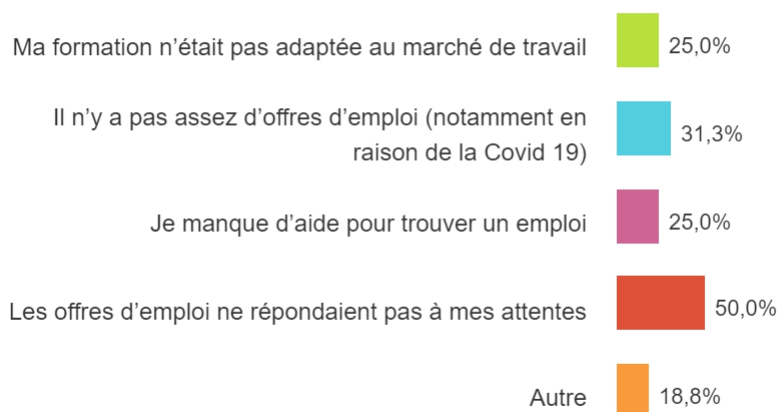 Ma formation n'était pas adaptée au marché de travail 25,0%
Il n'y a pas assez d'offres d'emploi (notamment en
raison de la Covid 19) 31,3%
Je manque d'aide pour trouver un emploi 25,0%
Les offres d'emploi ne répondaient pas à mes attentes 50,0%
Autre 18,8%